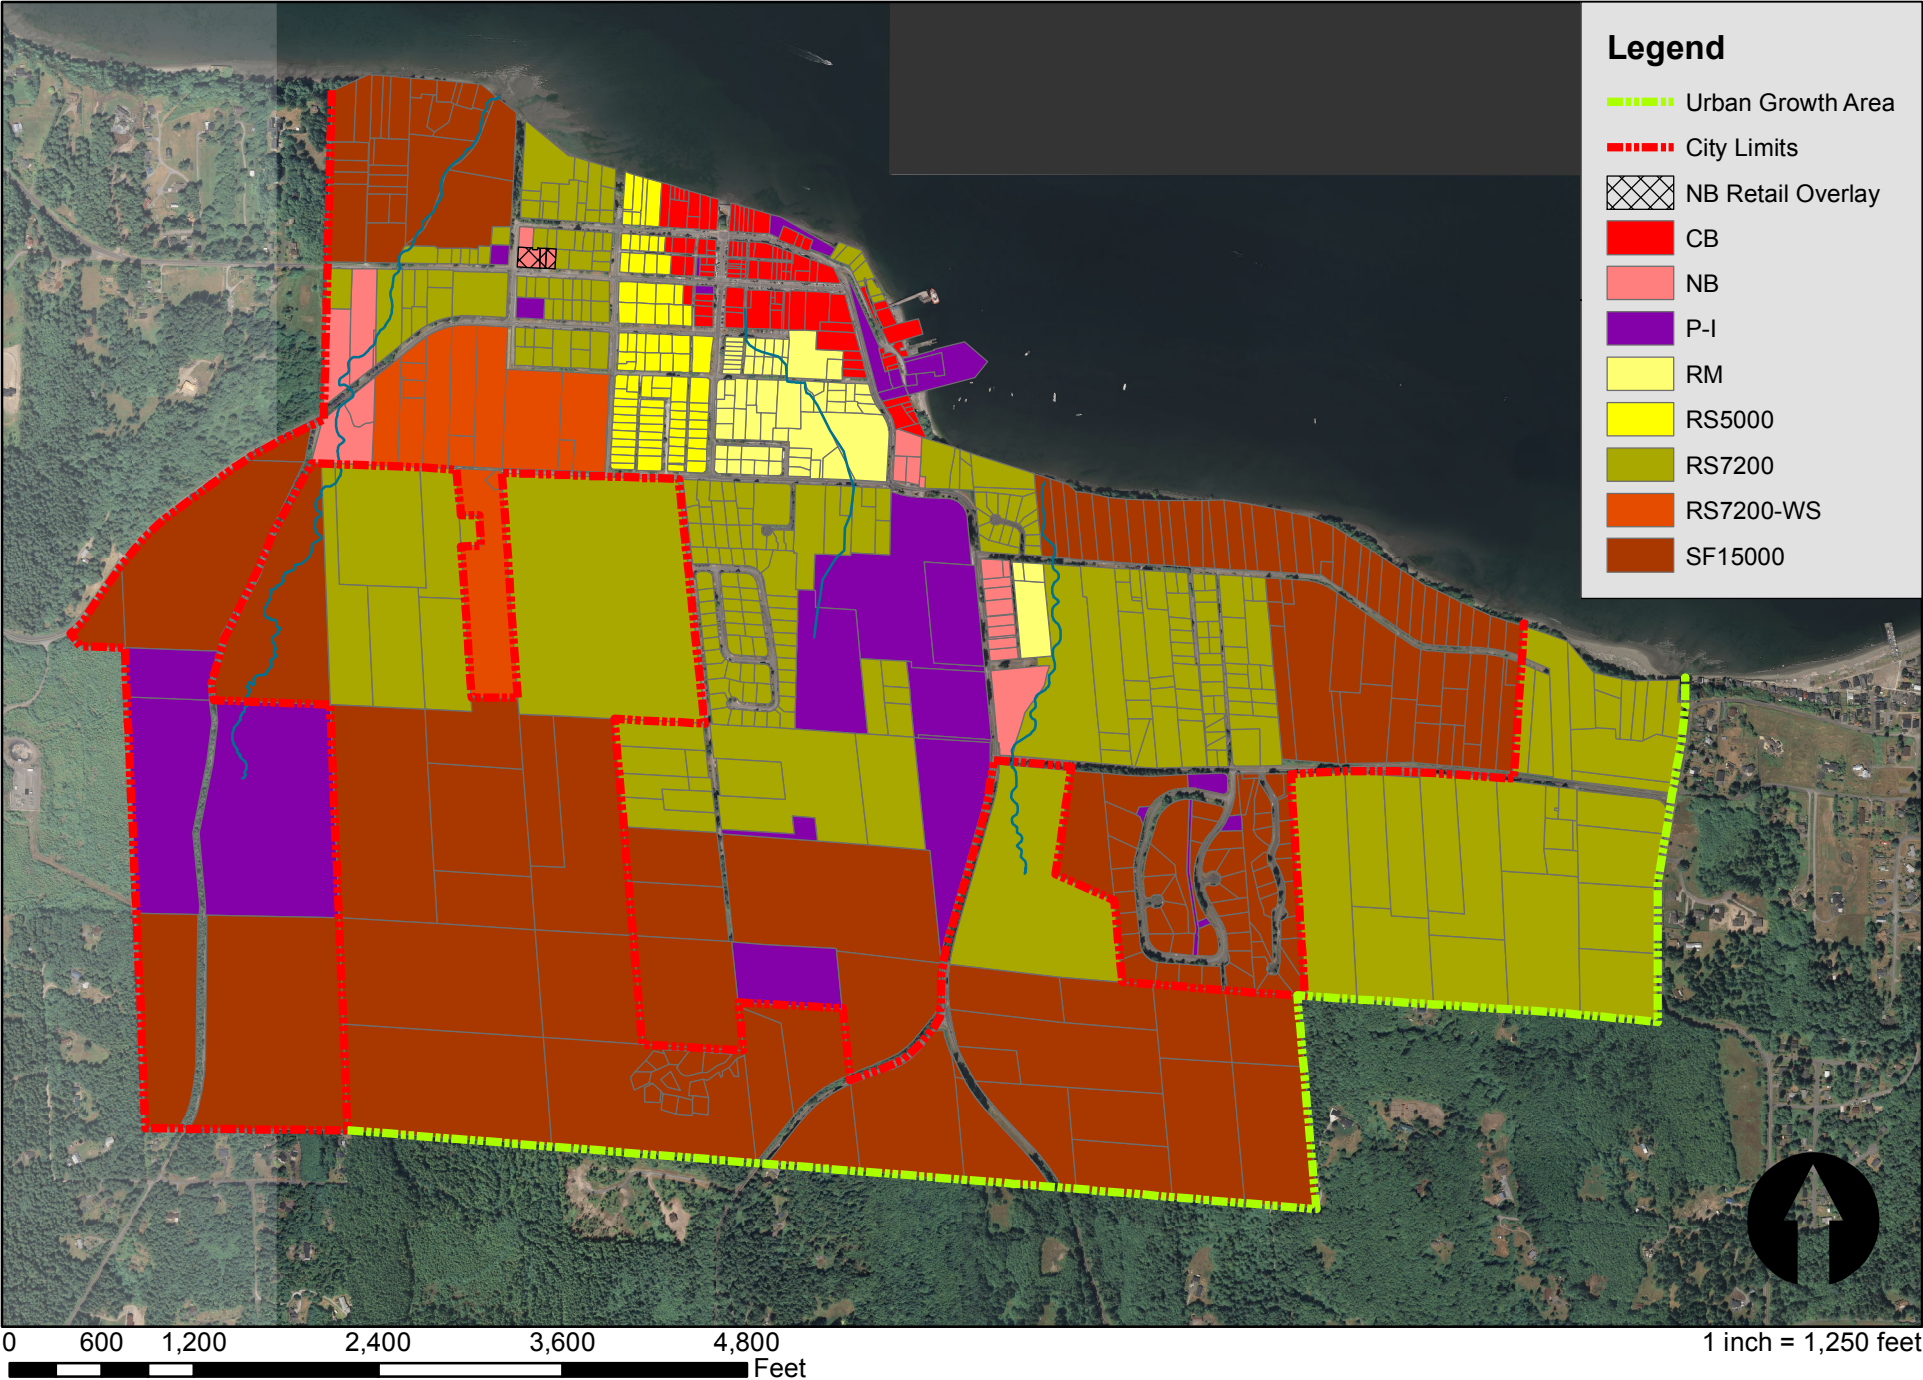 Legend
Urban Growth Area
City Limits
NB Retail Overlay
CB
NB
P-I
RM
RS5000
RS7200
RS7200-WS
SF15000
0 600 1,200 2,400 3,600 4,800
Feet
1 inch = 1,250 feet